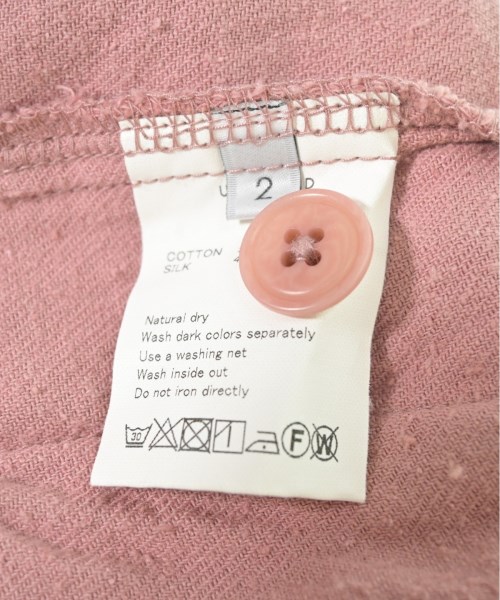 2
COTTON
SILK
Natural dry
Wash dark colors separately
Use a washing net
Wash inside out
Do not iron directly
30
F
W